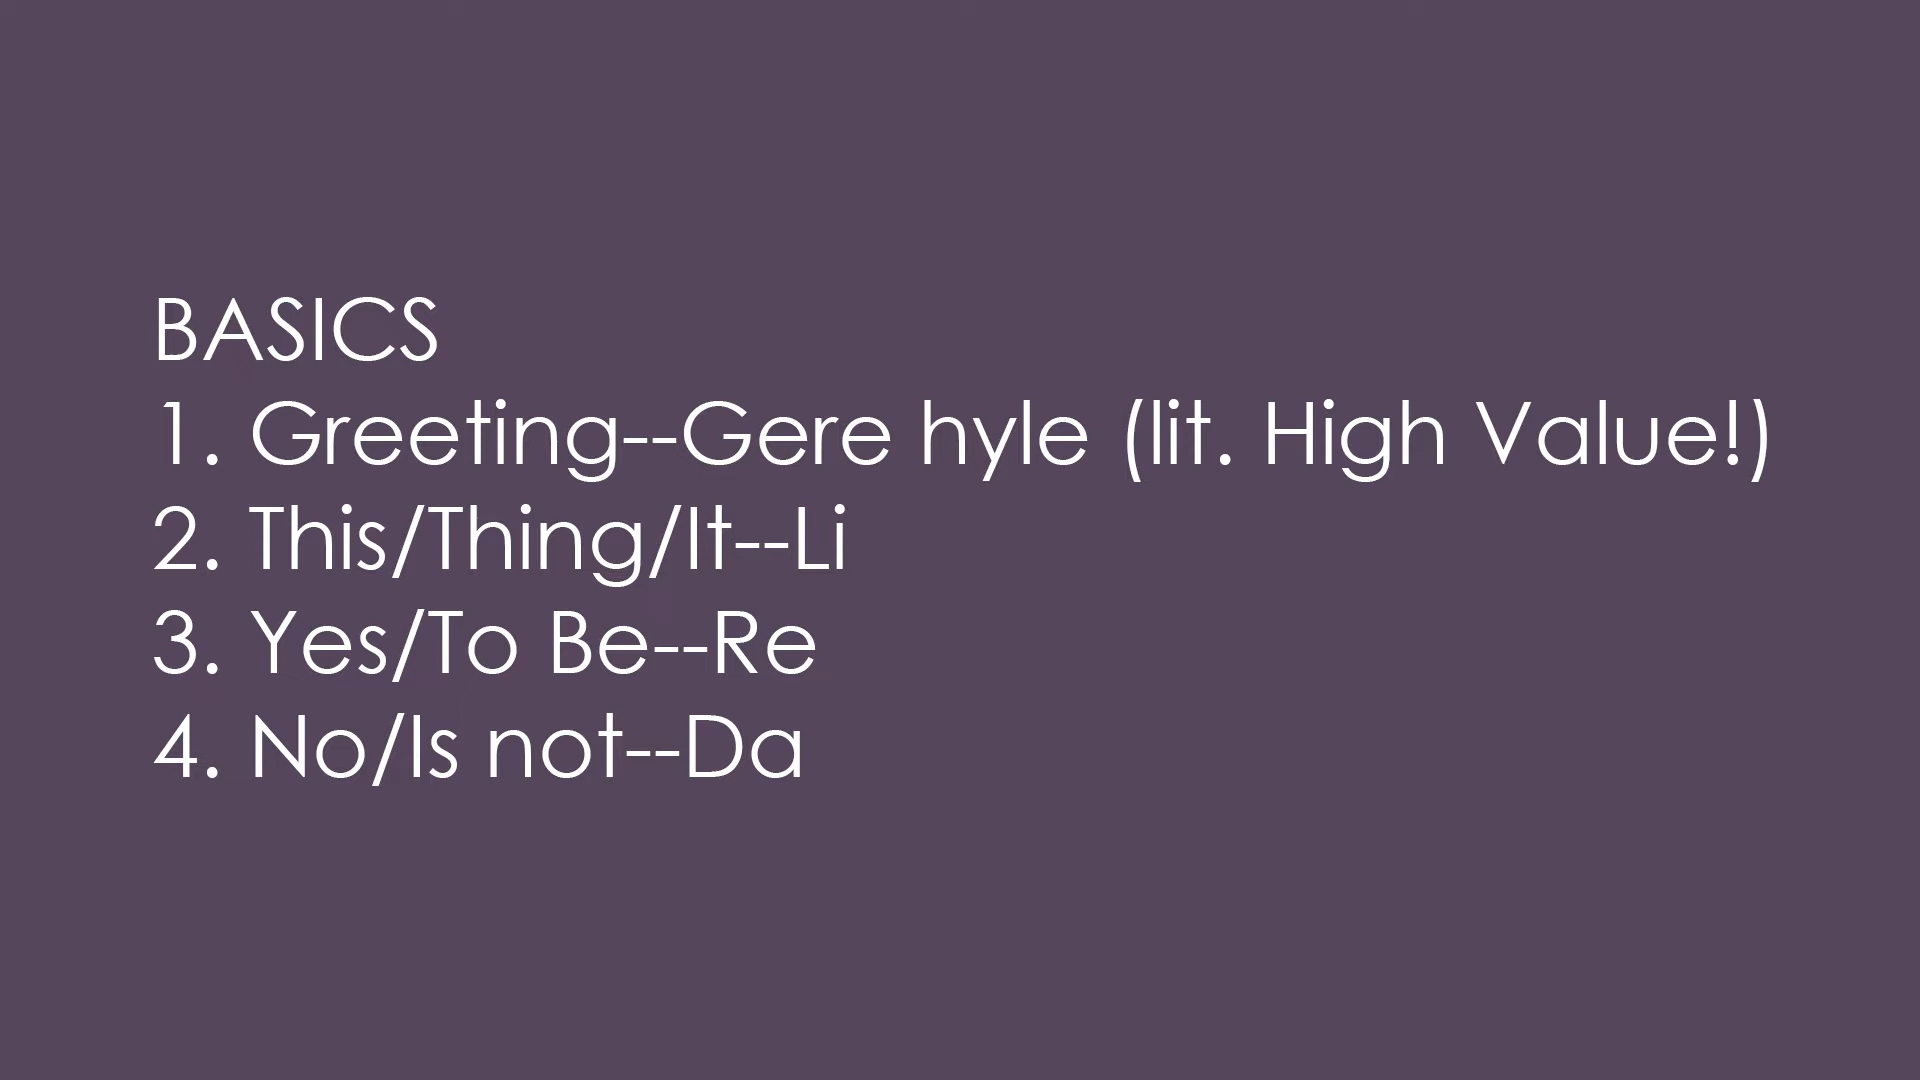 BASICS
1. Greeting--Gere hyle (lit. High Value!)
2. This/Thing/It--Li
3. Yes/To Be--Re
4. No/Is not--Da